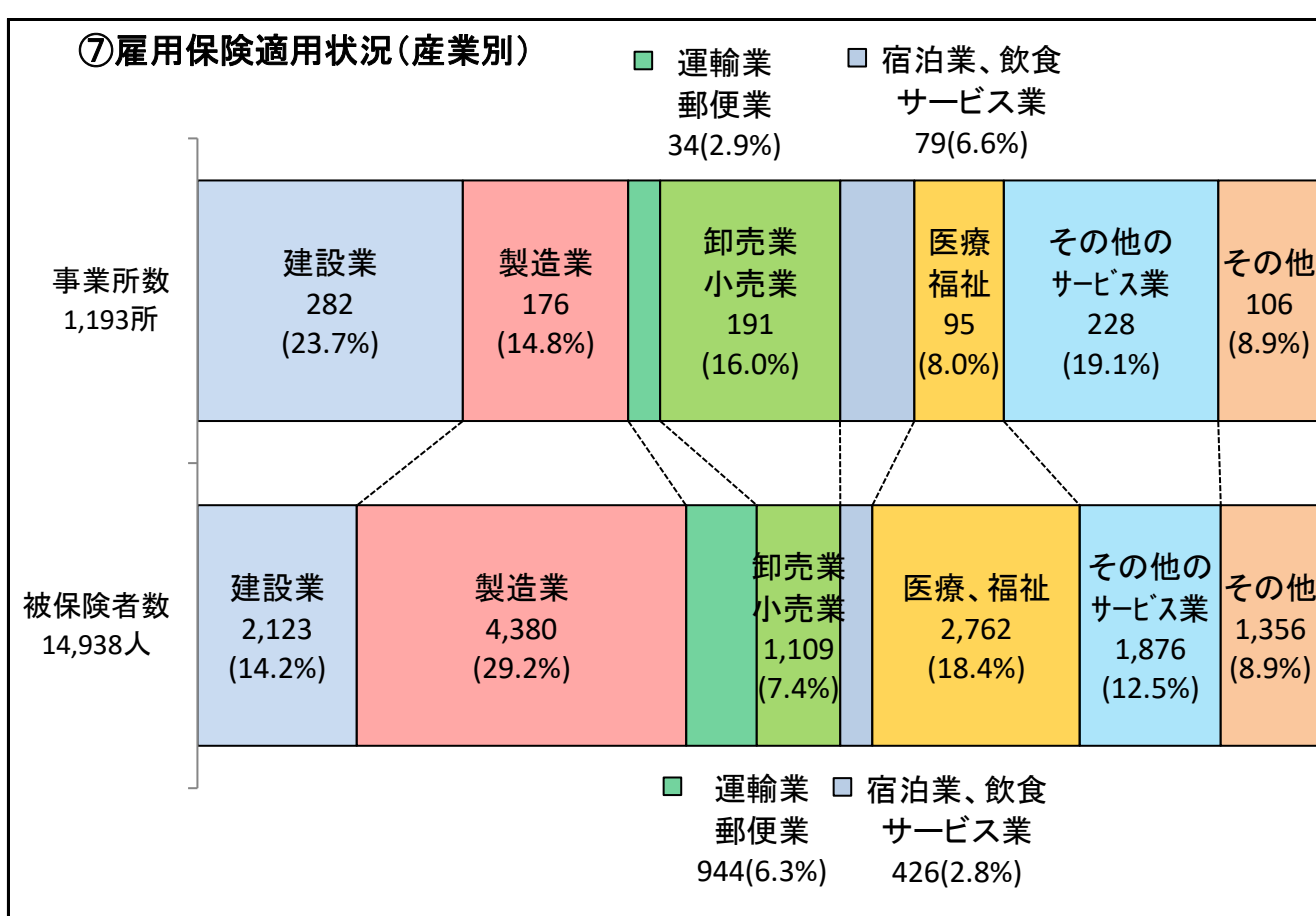 ⑦雇用保険適用状況（産業別）
運輸業
郵便業
34(2.9%)
宿泊業、飲食
サービス業
79(6.6%)
事業所数
1,193所
建設業
282
(23.7%)
製造業
176
(14.8%)
卸売業
小売業
191
(16.0%)
医療
福祉
95
(8.0%)
その他の
ｻｰﾋﾞｽ業
228
(19.1%)
その他
106
(8.9%)
被保険者数
14,938人
建設業
2,123
(14.2%)
製造業
4,380
(29.2%)
卸売業
小売業
1,109
(7.4%)
医療、福祉
2,762
(18.4%)
その他の
ｻｰﾋﾞｽ業
1,876
(12.5%)
その他
1,356
(8.9%)
運輸業
郵便業
944(6.3%)
宿泊業、飲食
サービス業
426(2.8%)